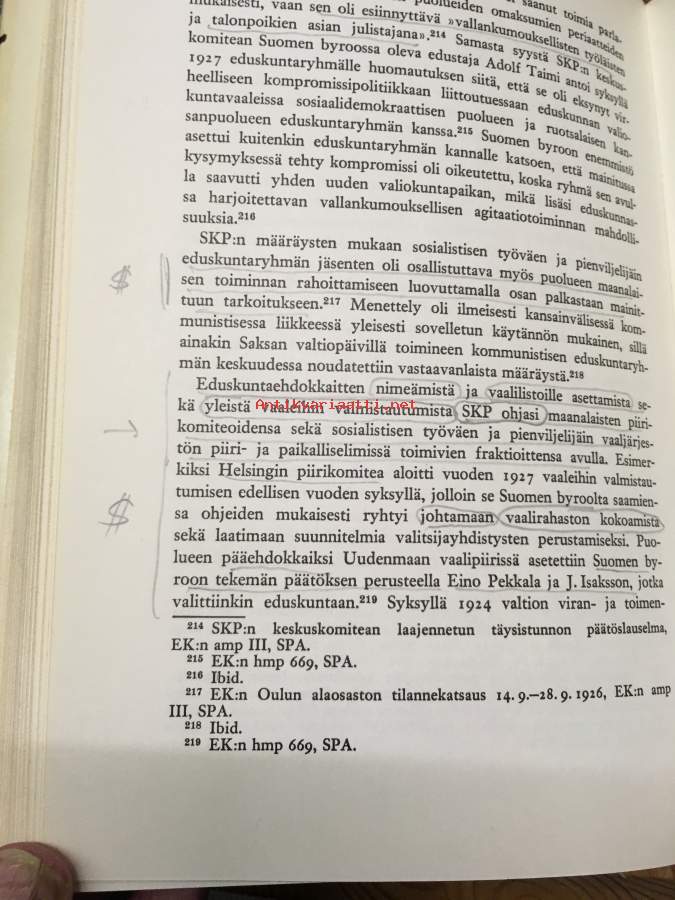 saanut toimia parla-
mukaisesti, vaan sen oli esiinnyttävä »vallankumouksellisten työläisten
puolueiden omaksumien periaatteiden
ja talonpoikien asian julistajana».²¹⁴ Samasta syystä SKP:n keskus-
komitean Suomen byroossa oleva edustaja Adolf Taimi antoi syksyllä
1927 eduskuntaryhmälle huomautuksen siitä, että se oli eksynyt vir-
heelliseen kompromissipolitiikkaan liittoutuessaan eduskunnan valio-
kuntavaaleissa sosiaalidemokraattisen puolueen ja ruotsalaisen kan-
sanpuolueen eduskuntaryhmän kanssa.²¹⁵ Suomen byroon enemmistö
asettui kuitenkin eduskuntaryhmän kannalle katsoen, että mainitussa
kysymyksessä tehty kompromissi oli oikeutettu, koska ryhmä sen avul-
la saavutti yhden uuden valiokuntapaikan, mikä lisäsi eduskunnas-
sa harjoitettavan vallankumouksellisen agitaatiotoiminnan mahdolli-
suuksia.²¹⁶
SKP:n määräysten mukaan sosialistisen työväen ja pienviljelijäin
eduskuntaryhmän jäsenten oli osallistuttava myös puolueen maanalai-
sen toiminnan rahoittamiseen luovuttamalla osan palkastaan mainit-
tuun tarkoitukseen.²¹⁷ Menettely oli ilmeisesti kansainvälisessä kom-
munistisessa liikkeessä yleisesti sovelletun käytännön mukainen, sillä
ainakin Saksan valtiopäivillä toimineen kommunistisen eduskuntaryh-
män keskuudessa noudatettiin vastaavanlaista määräystä.²¹⁸
Eduskuntaehdokkaitten nimeämistä ja vaalilistoille asettamista se-
kä yleistä vaaleihin valmistautumista SKP ohjasi maanalaisten piiri-
Antikvariaatti.net
komiteoidensa sekä sosialistisen työväen ja pienviljelijäin vaaljärjes-
tön piiri- ja paikalliselimissä toimivien fraktioittensa avulla. Esimer-
kiksi Helsingin piirikomitea aloitti vuoden 1927 vaaleihin valmistau-
tumisen edellisen vuoden syksyllä, jolloin se Suomen byroolta saamien-
sa ohjeiden mukaisesti ryhtyi johtamaan vaalirahaston kokoamista
sekä laatimaan suunnitelmia valitsijayhdistysten perustamiseksi. Puo-
lueen pääehdokkaiksi Uudenmaan vaalipiirissä asetettiin Suomen by-
roon tekemän päätöksen perusteella Eino Pekkala ja J. Isaksson, jotka
valittiinkin eduskuntaan.²¹⁹ Syksyllä 1924 valtion viran- ja toimen-
²¹⁴ SKP:n keskuskomitean laajennetun täysistunnon päätöslauselma,
EK:n amp III, SPA.
²¹⁵ EK:n hmp 669, SPA.
²¹⁶ Ibid.
²¹⁷ EK:n Oulun alaosaston tilannekatsaus 14. 9.—28. 9. 1926, EK:n amp
III, SPA.
²¹⁸ Ibid.
²¹⁹ EK:n hmp 669, SPA.
$
$